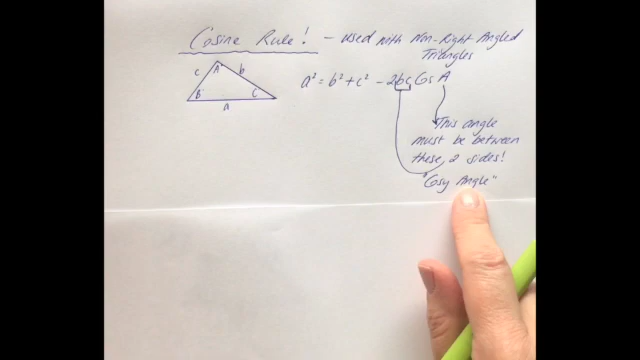 Cosine Rule! - used with Non-Right Angled
Triangles
c A b
B C
a
a² = b² + c² - 2bc Cos A
This angle
must be between
these 2 sides!
"Cosy Angle"